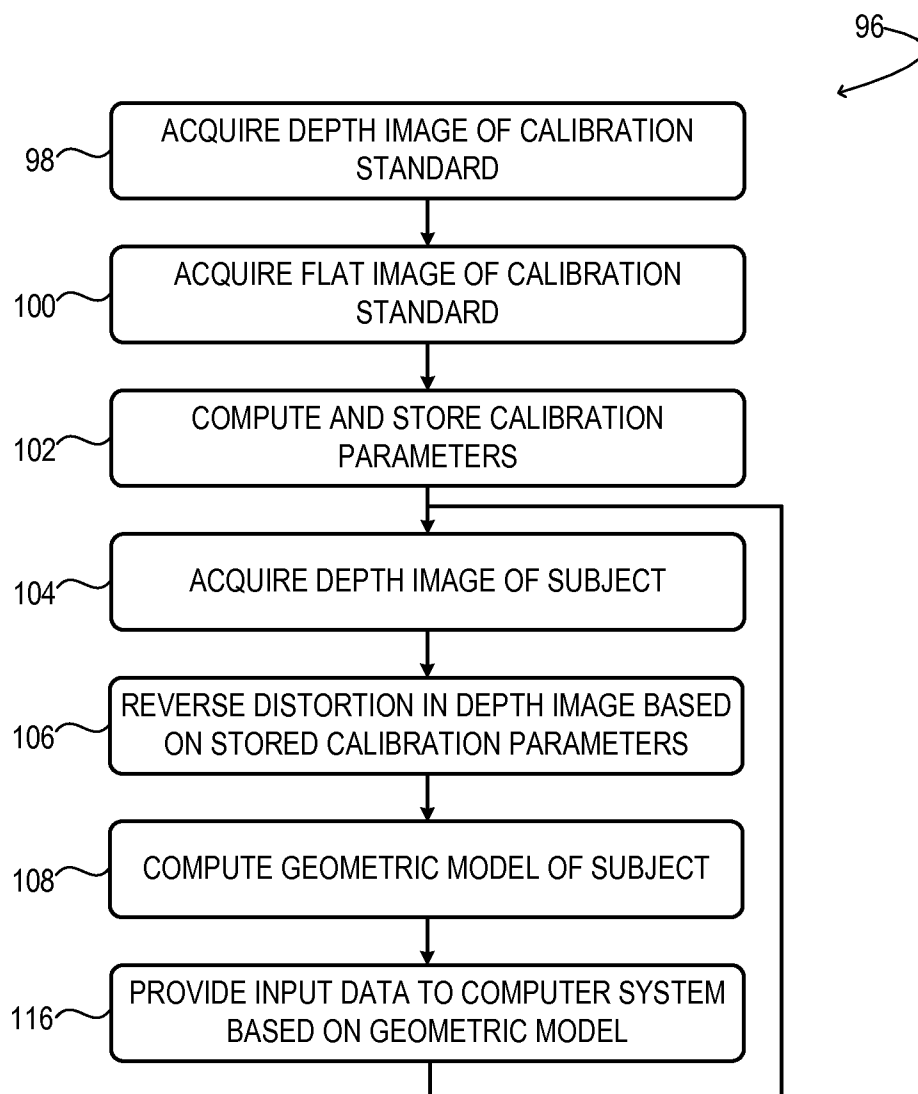 96
98
ACQUIRE DEPTH IMAGE OF CALIBRATION
STANDARD
100
ACQUIRE FLAT IMAGE OF CALIBRATION
STANDARD
102
COMPUTE AND STORE CALIBRATION
PARAMETERS
104
ACQUIRE DEPTH IMAGE OF SUBJECT
106
REVERSE DISTORTION IN DEPTH IMAGE BASED
ON STORED CALIBRATION PARAMETERS
108
COMPUTE GEOMETRIC MODEL OF SUBJECT
116
PROVIDE INPUT DATA TO COMPUTER SYSTEM
BASED ON GEOMETRIC MODEL